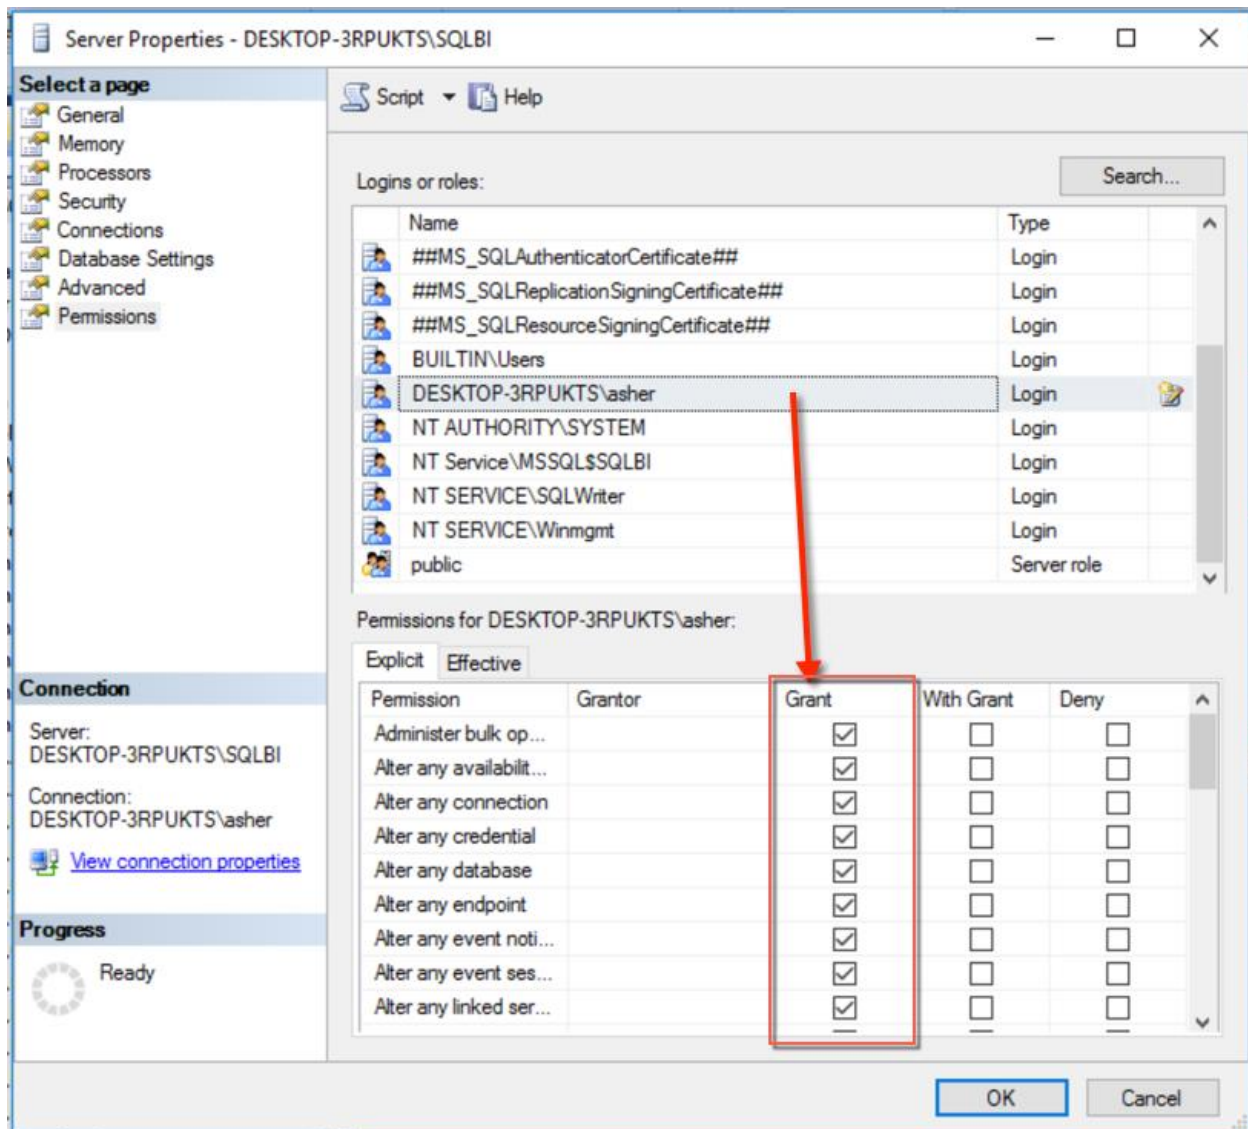 Server Properties - DESKTOP-3RPUKTS\SQLBI
Select a page
General
Memory
Processors
Security
Connections
Database Settings
Advanced
Permissions
Connection
Server:
DESKTOP-3RPUKTS\SQLBI
Connection:
DESKTOP-3RPUKTS\asher
View connection properties
Progress
Ready
Script Help
Logins or roles: Search...
Name Type
##MS_SQLAuthenticatorCertificate## Login
##MS_SQLReplicationSigningCertificate## Login
##MS_SQLResourceSigningCertificate## Login
BUILTIN\Users Login
DESKTOP-3RPUKTS\asher Login
NT AUTHORITY\SYSTEM Login
NT Service\MSSQL$SQLBI Login
NT SERVICE\SQLWriter Login
NT SERVICE\Winmgmt Login
public Server role
Permissions for DESKTOP-3RPUKTS\asher:
Explicit Effective
Permission Grantor Grant With Grant Deny
Administer bulk op...
Alter any availabilit...
Alter any connection
Alter any credential
Alter any database
Alter any endpoint
Alter any event noti...
Alter any event ses...
Alter any linked ser...
OK Cancel